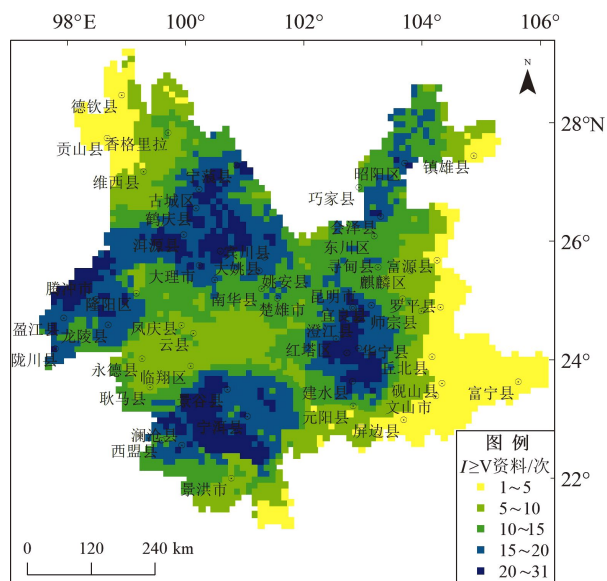 98°E 100° 102° 104° 106°
N
德钦县
28°N
贡山县 香格里拉
昭阳区 镇雄县
维西县
巧家县
古城区
鹤庆县
会泽县
东川区
26°
洱源县
寻甸县 富源县
大理市 大姚县 姚安县 麒麟区
隆阳区 南华县 楚雄市 昆明市 罗平县
盈江县 龙陵县 凤庆县 澄江县 师宗县
云县 红塔区 华宁县
陇川县
24°
永德县 临翔区 丘北县
耿马县 建水县 砚山县 富宁县
元阳县 文山市
屏边县
澜沧县
西盟县
景洪市
22°
图 例
I≥V资料/次
1~5
5~10
10~15
15~20
20~31
0 120 240 km